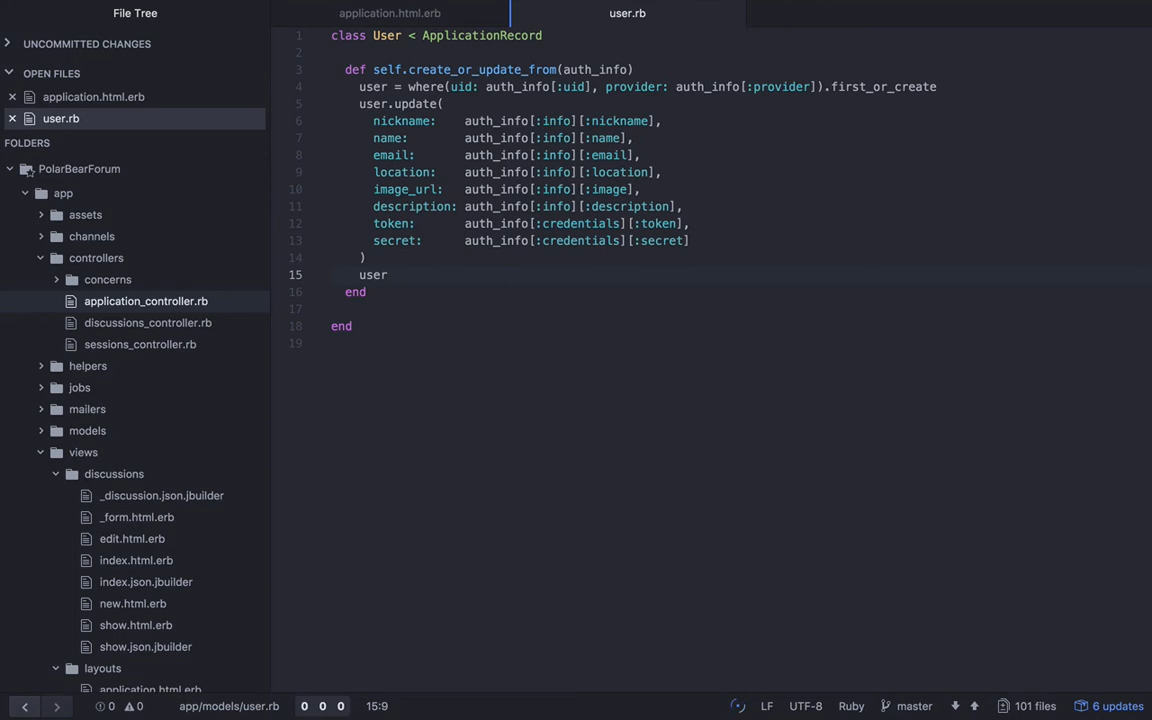 File Tree
UNCOMMITTED CHANGES
OPEN FILES
application.html.erb
user.rb
FOLDERS
PolarBearForum
app
assets
channels
controllers
concerns
application_controller.rb
discussions_controller.rb
sessions_controller.rb
helpers
jobs
mailers
models
views
discussions
_discussion.json.jbuilder
_form.html.erb
edit.html.erb
index.html.erb
index.json.jbuilder
new.html.erb
show.html.erb
show.json.jbuilder
layouts
application.html.erb
application.html.erb user.rb
1 class User < ApplicationRecord
2
3 def self.create_or_update_from(auth_info)
4 user = where(uid: auth_info[:uid], provider: auth_info[:provider]).first_or_create
5 user.update(
6 nickname: auth_info[:info][:nickname],
7 name: auth_info[:info][:name],
8 email: auth_info[:info][:email],
9 location: auth_info[:info][:location],
10 image_url: auth_info[:info][:image],
11 description: auth_info[:info][:description],
12 token: auth_info[:credentials][:token],
13 secret: auth_info[:credentials][:secret]
14 )
15 user
16 end
17
18 end
19
0 0 app/models/user.rb 0 0 0 15:9 LF UTF-8 Ruby master 101 files 6 updates